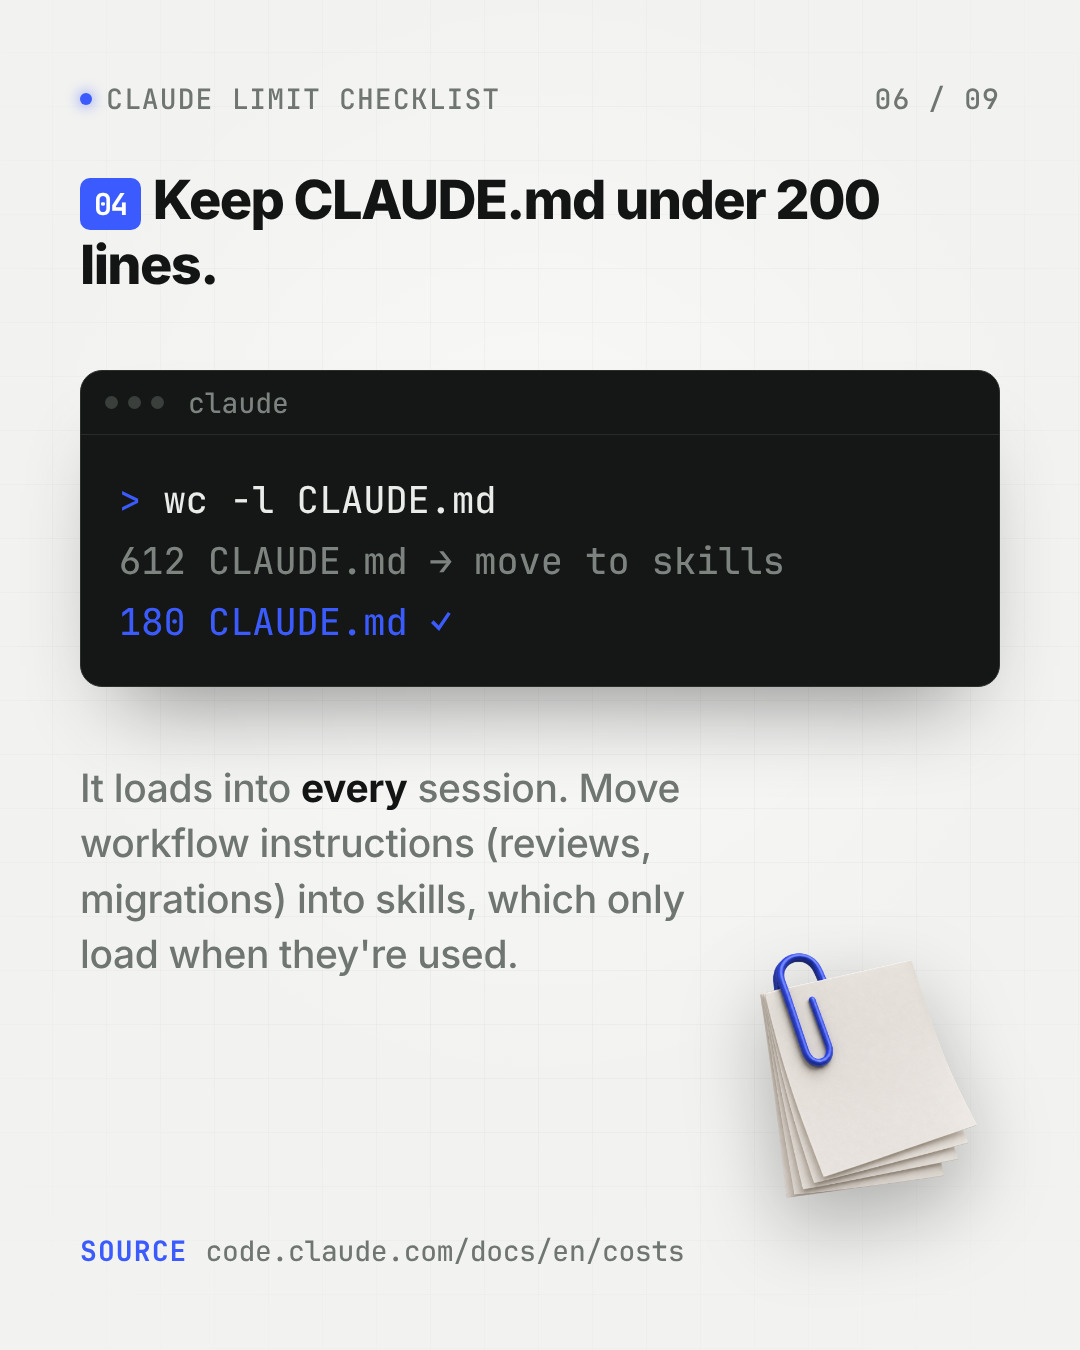 CLAUDE LIMIT CHECKLIST
06 / 09
04 Keep CLAUDE.md under 200
lines.
claude
> wc -l CLAUDE.md
612 CLAUDE.md → move to skills
180 CLAUDE.md ✓
It loads into every session. Move
workflow instructions (reviews,
migrations) into skills, which only
load when they're used.
SOURCE code.claude.com/docs/en/costs